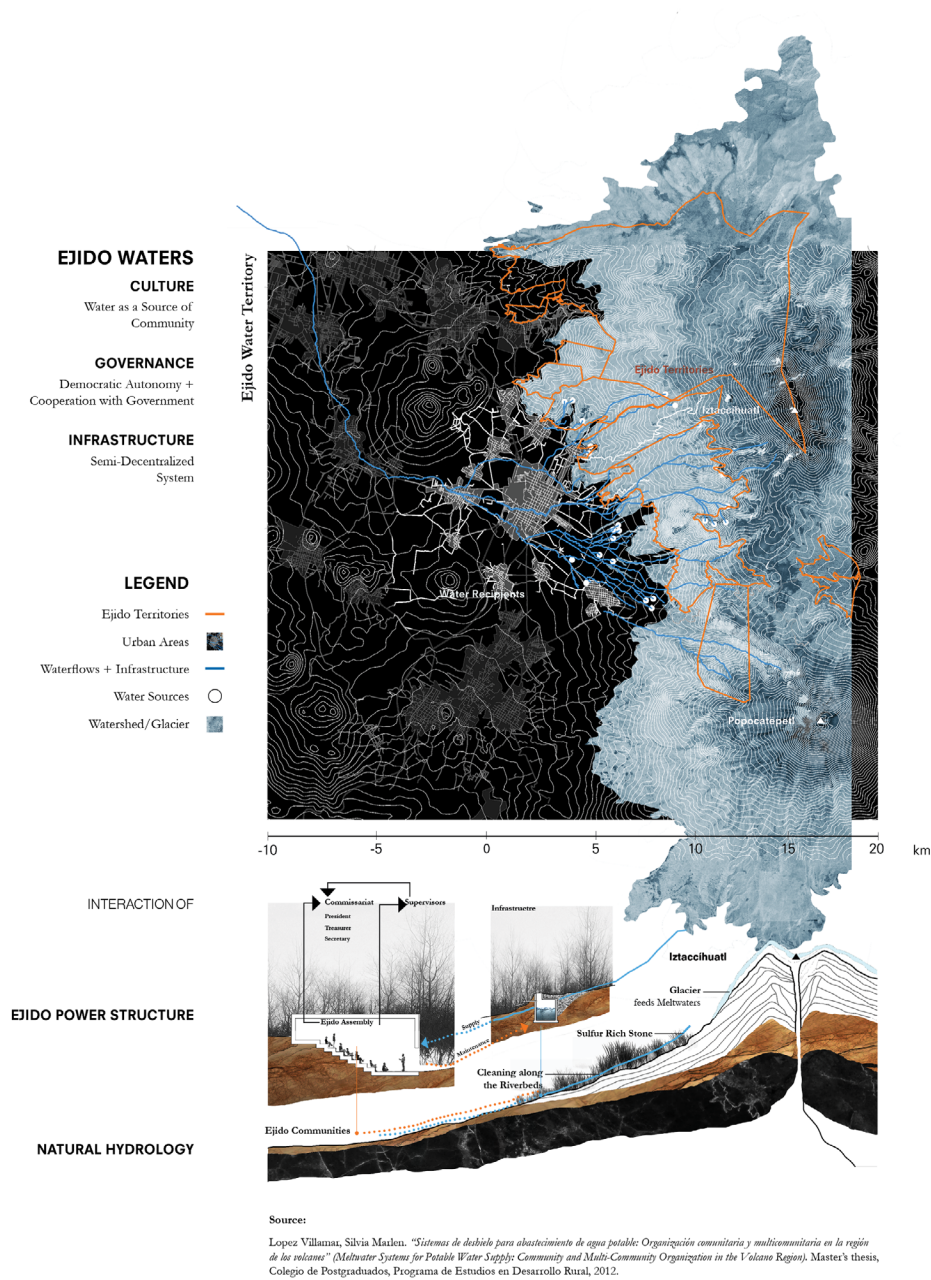 EJIDO WATERS
CULTURE
Water as a Source of
Community
GOVERNANCE
Democratic Autonomy +
Cooperation with Government
INFRASTRUCTURE
Semi-Decentralized
System
Ejido Water Territory
Ejido Territories
Iztaccihuatl
Water Recipients
Popocatepetl
LEGEND
Ejido Territories
Urban Areas
Waterflows + Infrastructure
Water Sources
Watershed/Glacier
-10
-5
0
5
10
15
20
km
INTERACTION OF
EJIDO POWER STRUCTURE
NATURAL HYDROLOGY
Commissariat
President
Treasurer
Secretary
Supervisors
Ejido Assembly
Infrastructre
Supply
Maintenance
Iztaccihuatl
Glacier
feeds Meltwaters
Sulfur Rich Stone
Cleaning along
the Riverbeds
Ejido Communities
Source:
Lopez Villamar, Silvia Marlen. “Sistemas de desbielo para abastecimiento de agua potable: Organización comunitaria y multicomunitaria en la región
de los volcanes” (Meltwater Systems for Potable Water Supply: Community and Multi-Community Organization in the Volcano Region). Master’s thesis,
Colegio de Postgraduados, Programa de Estudios en Desarrollo Rural, 2012.